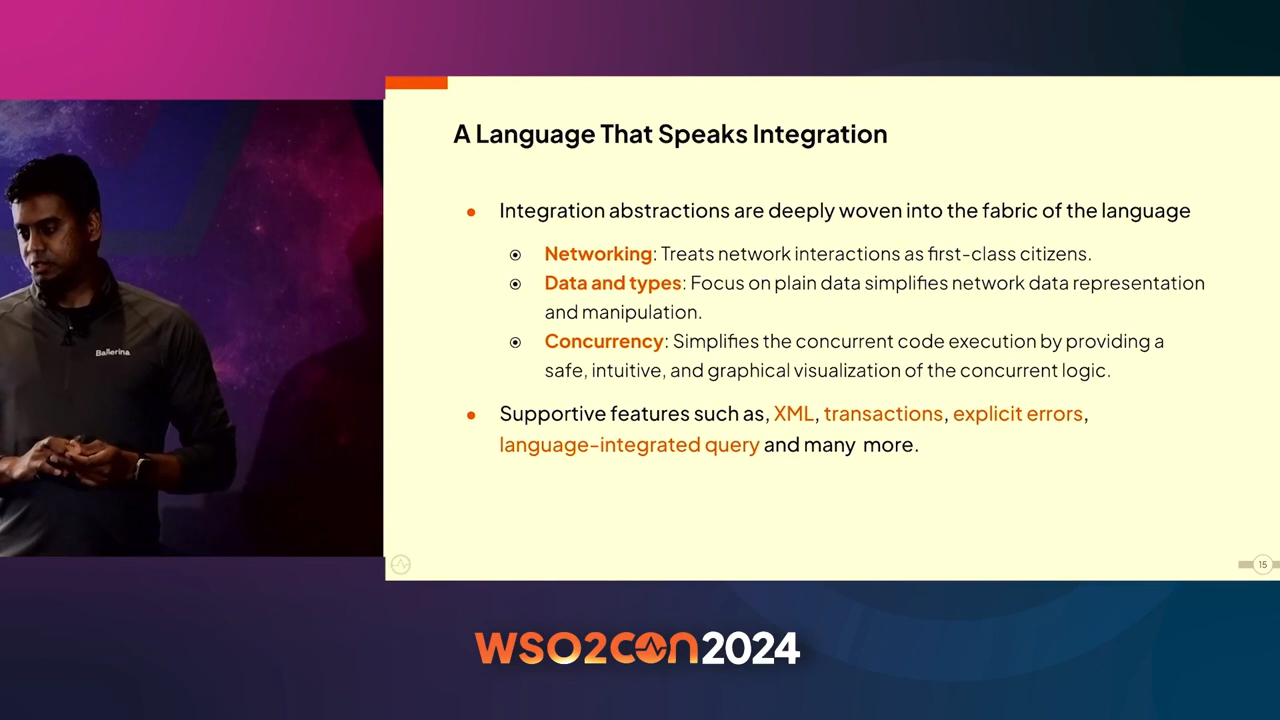 A Language That Speaks Integration
Integration abstractions are deeply woven into the fabric of the language
Networking: Treats network interactions as first-class citizens.
Data and types: Focus on plain data simplifies network data representation
and manipulation.
Concurrency: Simplifies the concurrent code execution by providing a
safe, intuitive, and graphical visualization of the concurrent logic.
Supportive features such as, XML, transactions, explicit errors,
language-integrated query and many more.
Ballerina
15
WSO2CON2024